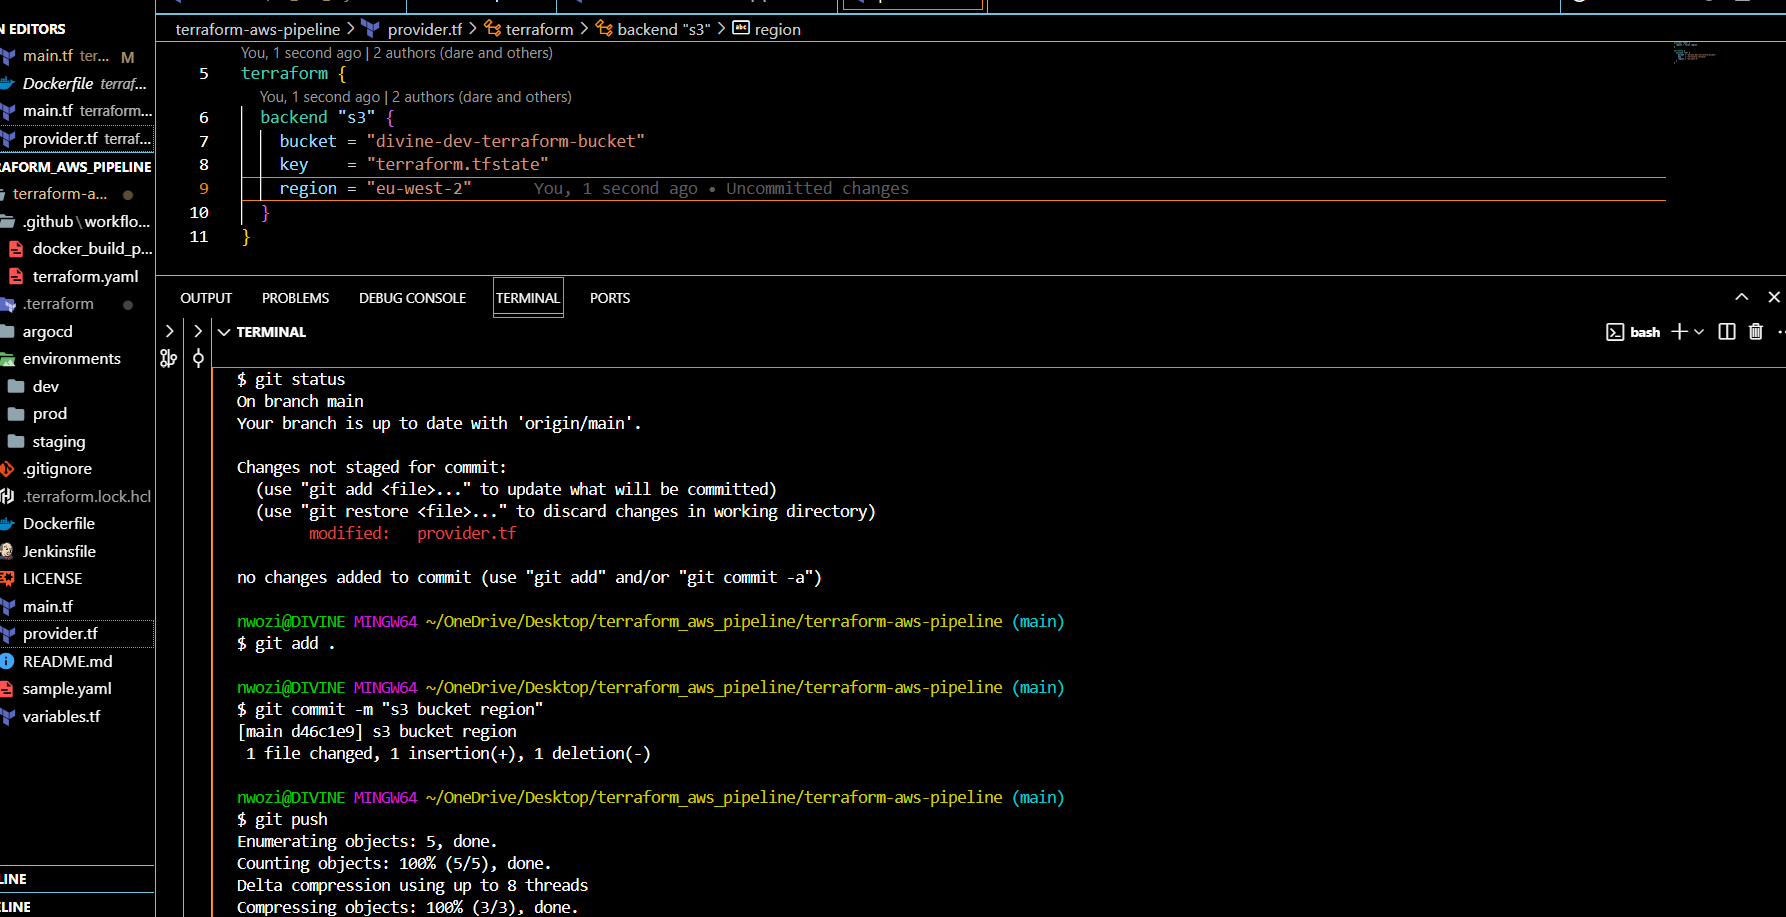 terraform-aws-pipeline > provider.tf > terraform > backend "s3" > region
N EDITORS
main.tf ter... M
Dockerfile terraf...
main.tf terraform...
provider.tf terraf...
RAFORM_AWS_PIPELINE
terraform-a...
.github\workflo...
docker_build_p...
terraform.yaml
.terraform
argocd
environments
dev
prod
staging
.gitignore
.terraform.lock.hcl
Dockerfile
Jenkinsfile
LICENSE
main.tf
provider.tf
README.md
sample.yaml
variables.tf
LINE
ELINE
You, 1 second ago | 2 authors (dare and others)
5 terraform {
You, 1 second ago | 2 authors (dare and others)
6 backend "s3" {
7 bucket = "divine-dev-terraform-bucket"
8 key    = "terraform.tfstate"
9 region = "eu-west-2" You, 1 second ago • Uncommitted changes
10 }
11 }
OUTPUT PROBLEMS DEBUG CONSOLE TERMINAL PORTS
TERMINAL
bash
$ git status
On branch main
Your branch is up to date with 'origin/main'.
Changes not staged for commit:
(use "git add <file>..." to update what will be committed)
(use "git restore <file>..." to discard changes in working directory)
modified:   provider.tf
no changes added to commit (use "git add" and/or "git commit -a")
nwozi@DIVINE MINGW64 ~/OneDrive/Desktop/terraform_aws_pipeline/terraform-aws-pipeline (main)
$ git add .
nwozi@DIVINE MINGW64 ~/OneDrive/Desktop/terraform_aws_pipeline/terraform-aws-pipeline (main)
$ git commit -m "s3 bucket region"
[main d46c1e9] s3 bucket region
1 file changed, 1 insertion(+), 1 deletion(-)
nwozi@DIVINE MINGW64 ~/OneDrive/Desktop/terraform_aws_pipeline/terraform-aws-pipeline (main)
$ git push
Enumerating objects: 5, done.
Counting objects: 100% (5/5), done.
Delta compression using up to 8 threads
Compressing objects: 100% (3/3), done.